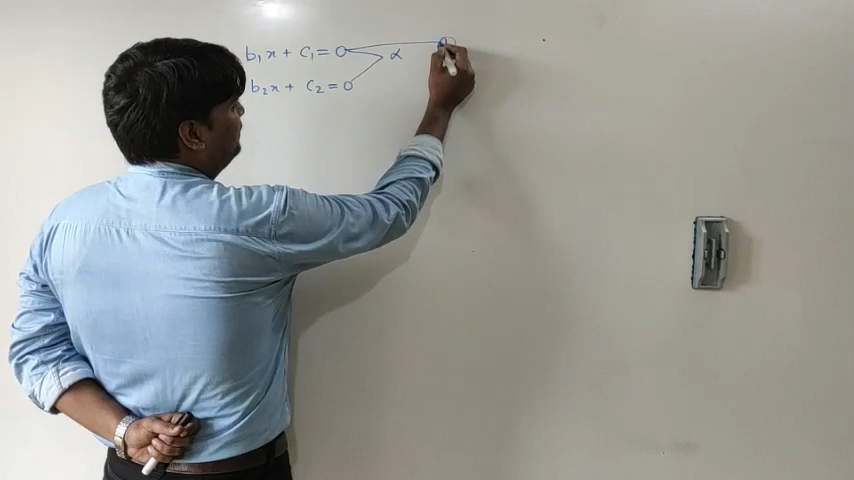 b₁x + c₁ = 0 α
b₂x + c₂ = 0